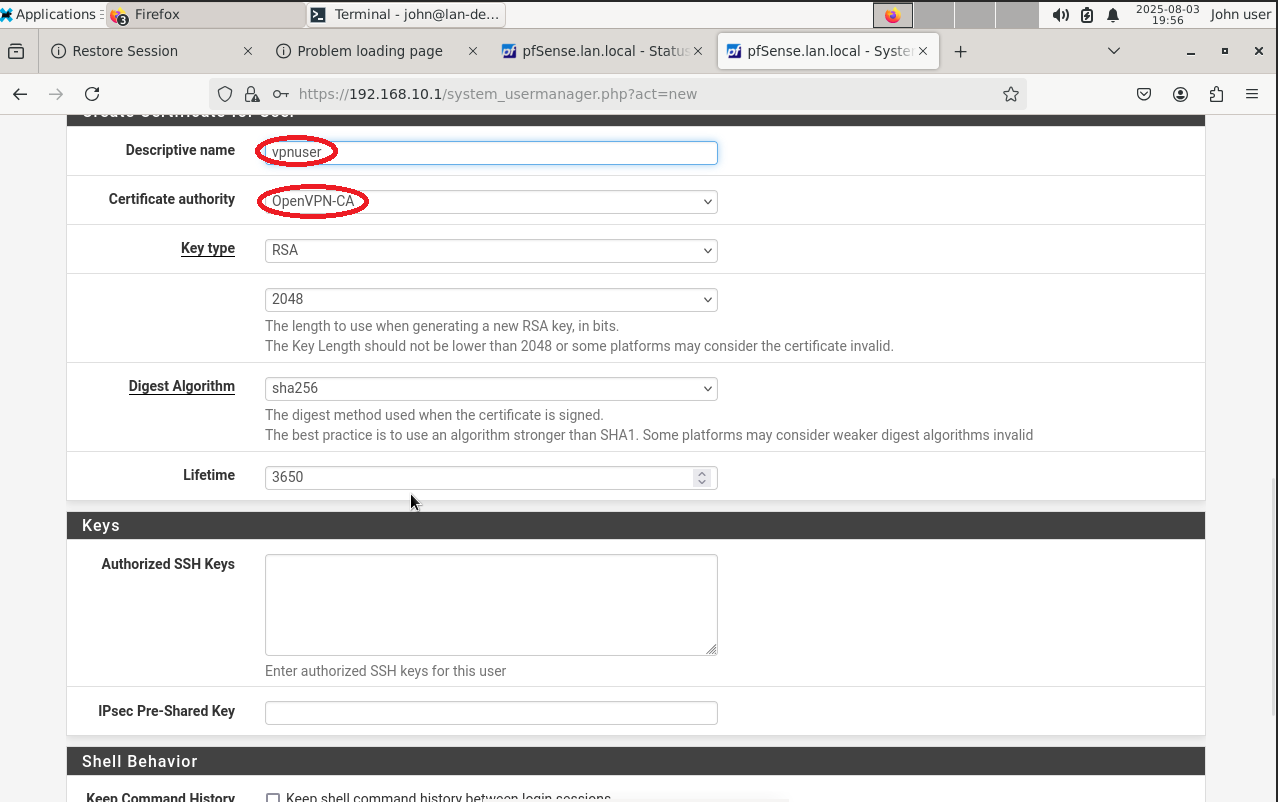 Applications
3
Firefox
Terminal - john@lan-de...
2025-08-03
19:56
John user
Restore Session
Problem loading page
pfSense.lan.local - Status
pfSense.lan.local - System
https://192.168.10.1/system_usermanager.php?act=new
Create Certificate for User
Descriptive name
vpnuser
Certificate authority
OpenVPN-CA
Key type
RSA
2048
The length to use when generating a new RSA key, in bits.
The Key Length should not be lower than 2048 or some platforms may consider the certificate invalid.
Digest Algorithm
sha256
The digest method used when the certificate is signed.
The best practice is to use an algorithm stronger than SHA1. Some platforms may consider weaker digest algorithms invalid
Lifetime
3650
Keys
Authorized SSH Keys
Enter authorized SSH keys for this user
IPsec Pre-Shared Key
Shell Behavior
Keep Command History
Keep shell command history between login sessions